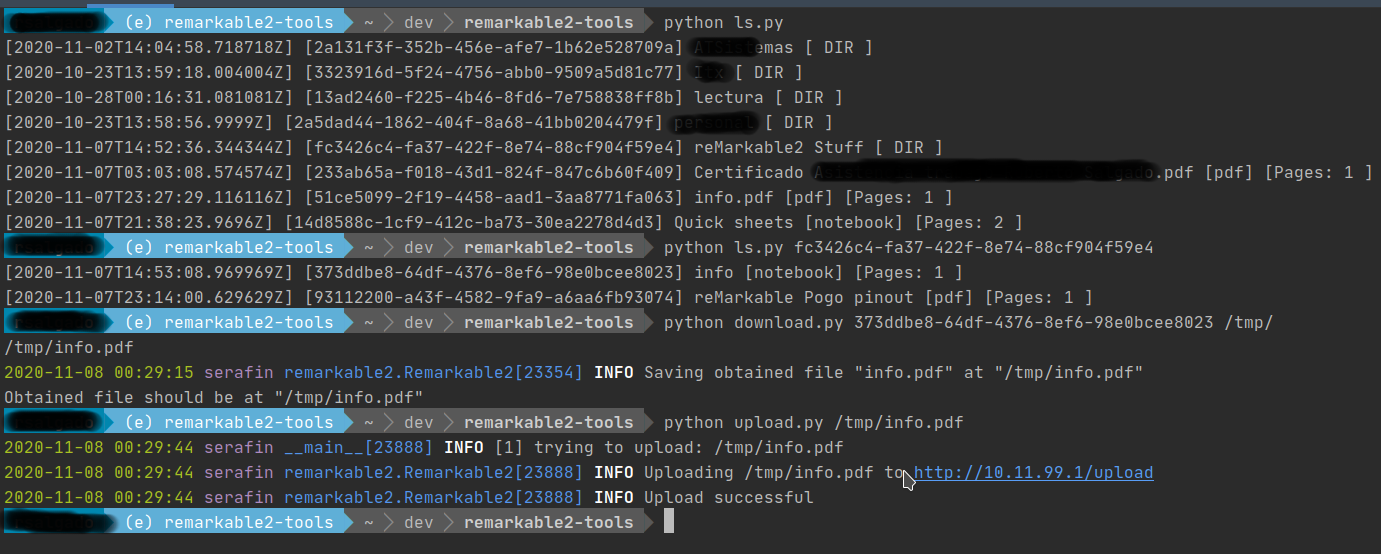 (e) remarkable2-tools ~ dev remarkable2-tools python ls.py
[2020-11-02T14:04:58.718718Z] [2a131f3f-352b-456e-afe7-1b62e528709a] emas [ DIR ]
[2020-10-23T13:59:18.004004Z] [3323916d-5f24-4756-abb0-9509a5d81c77] [ DIR ]
[2020-10-28T00:16:31.081081Z] [13ad2460-f225-4b46-8fd6-7e758838ff8b] lectura [ DIR ]
[2020-10-23T13:58:56.9999Z] [2a5dad44-1862-404f-8a68-41bb0204479f] personal [ DIR ]
[2020-11-07T14:52:36.344344Z] [fc3426c4-fa37-422f-8e74-88cf904f59e4] reMarkable2 Stuff [ DIR ]
[2020-11-07T03:03:08.574574Z] [233ab65a-f018-43d1-824f-847c6b60f409] Certificado gado.pdf [pdf] [Pages: 1 ]
[2020-11-07T23:27:29.116116Z] [51ce5099-2f19-4458-aad1-3aa8771fa063] info.pdf [pdf] [Pages: 1 ]
[2020-11-07T21:38:23.9696Z] [14d8588c-1cf9-412c-ba73-30ea2278d4d3] Quick sheets [notebook] [Pages: 2 ]
(e) remarkable2-tools ~ dev remarkable2-tools python ls.py fc3426c4-fa37-422f-8e74-88cf904f59e4
[2020-11-07T14:53:08.969969Z] [373ddbe8-64df-4376-8ef6-98e0bcee8023] info [notebook] [Pages: 1 ]
[2020-11-07T23:14:00.629629Z] [93112200-a43f-4582-9fa9-a6aa6fb93074] reMarkable Pogo pinout [pdf] [Pages: 1 ]
(e) remarkable2-tools ~ dev remarkable2-tools python download.py 373ddbe8-64df-4376-8ef6-98e0bcee8023 /tmp/
/tmp/info.pdf
2020-11-08 00:29:15 serafin remarkable2.Remarkable2[23354] INFO Saving obtained file "info.pdf" at "/tmp/info.pdf"
Obtained file should be at "/tmp/info.pdf"
(e) remarkable2-tools ~ dev remarkable2-tools python upload.py /tmp/info.pdf
2020-11-08 00:29:44 serafin __main__[23888] INFO [1] trying to upload: /tmp/info.pdf
2020-11-08 00:29:44 serafin remarkable2.Remarkable2[23888] INFO Uploading /tmp/info.pdf to http://10.11.99.1/upload
2020-11-08 00:29:44 serafin remarkable2.Remarkable2[23888] INFO Upload successful
(e) remarkable2-tools ~ dev remarkable2-tools